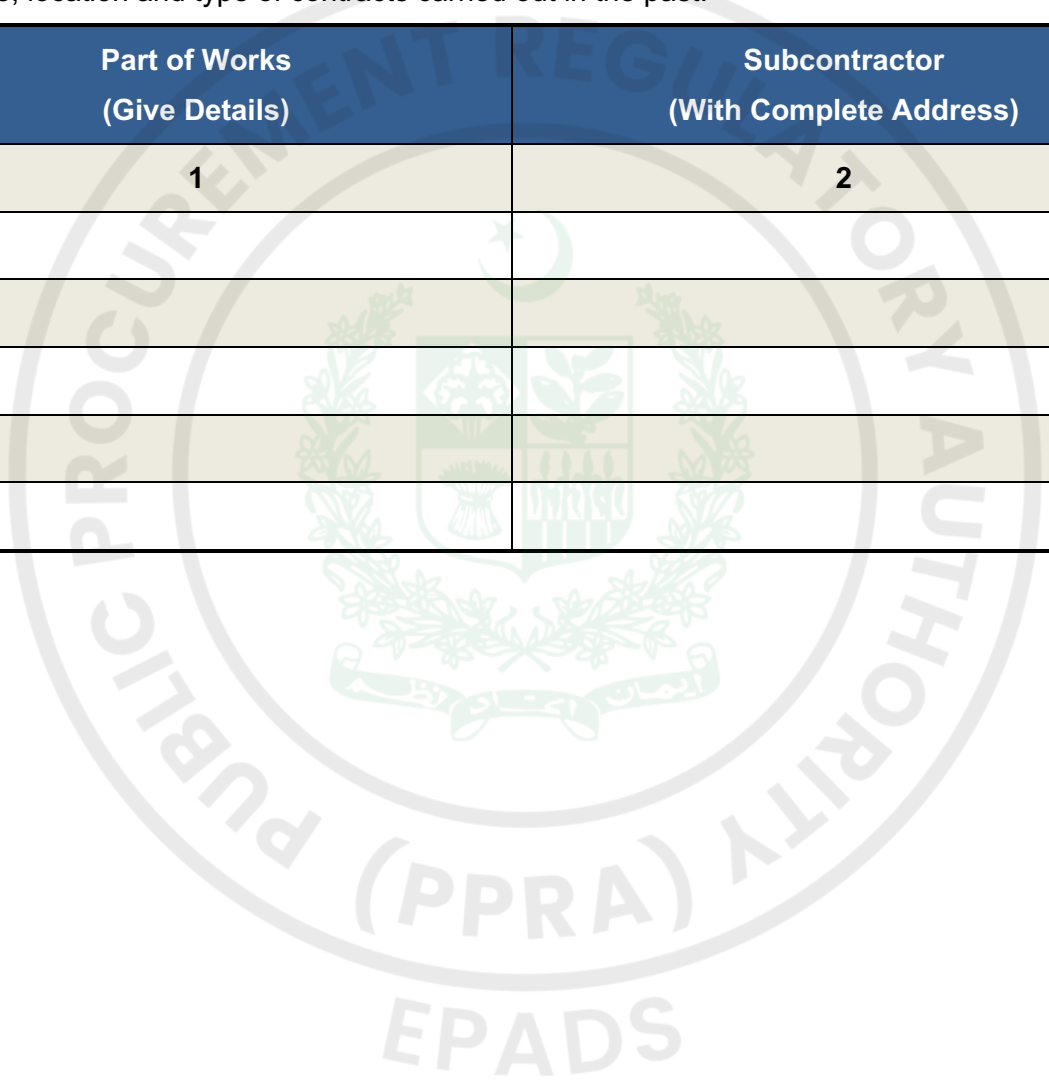 location and type of contracts carried out in the past.
Part of Works Subcontractor
(Give Details) (With Complete Address)
1 2
PUBLIC PROCUREMENT REGULATORY AUTHORITY
(PPRA)
EPADS